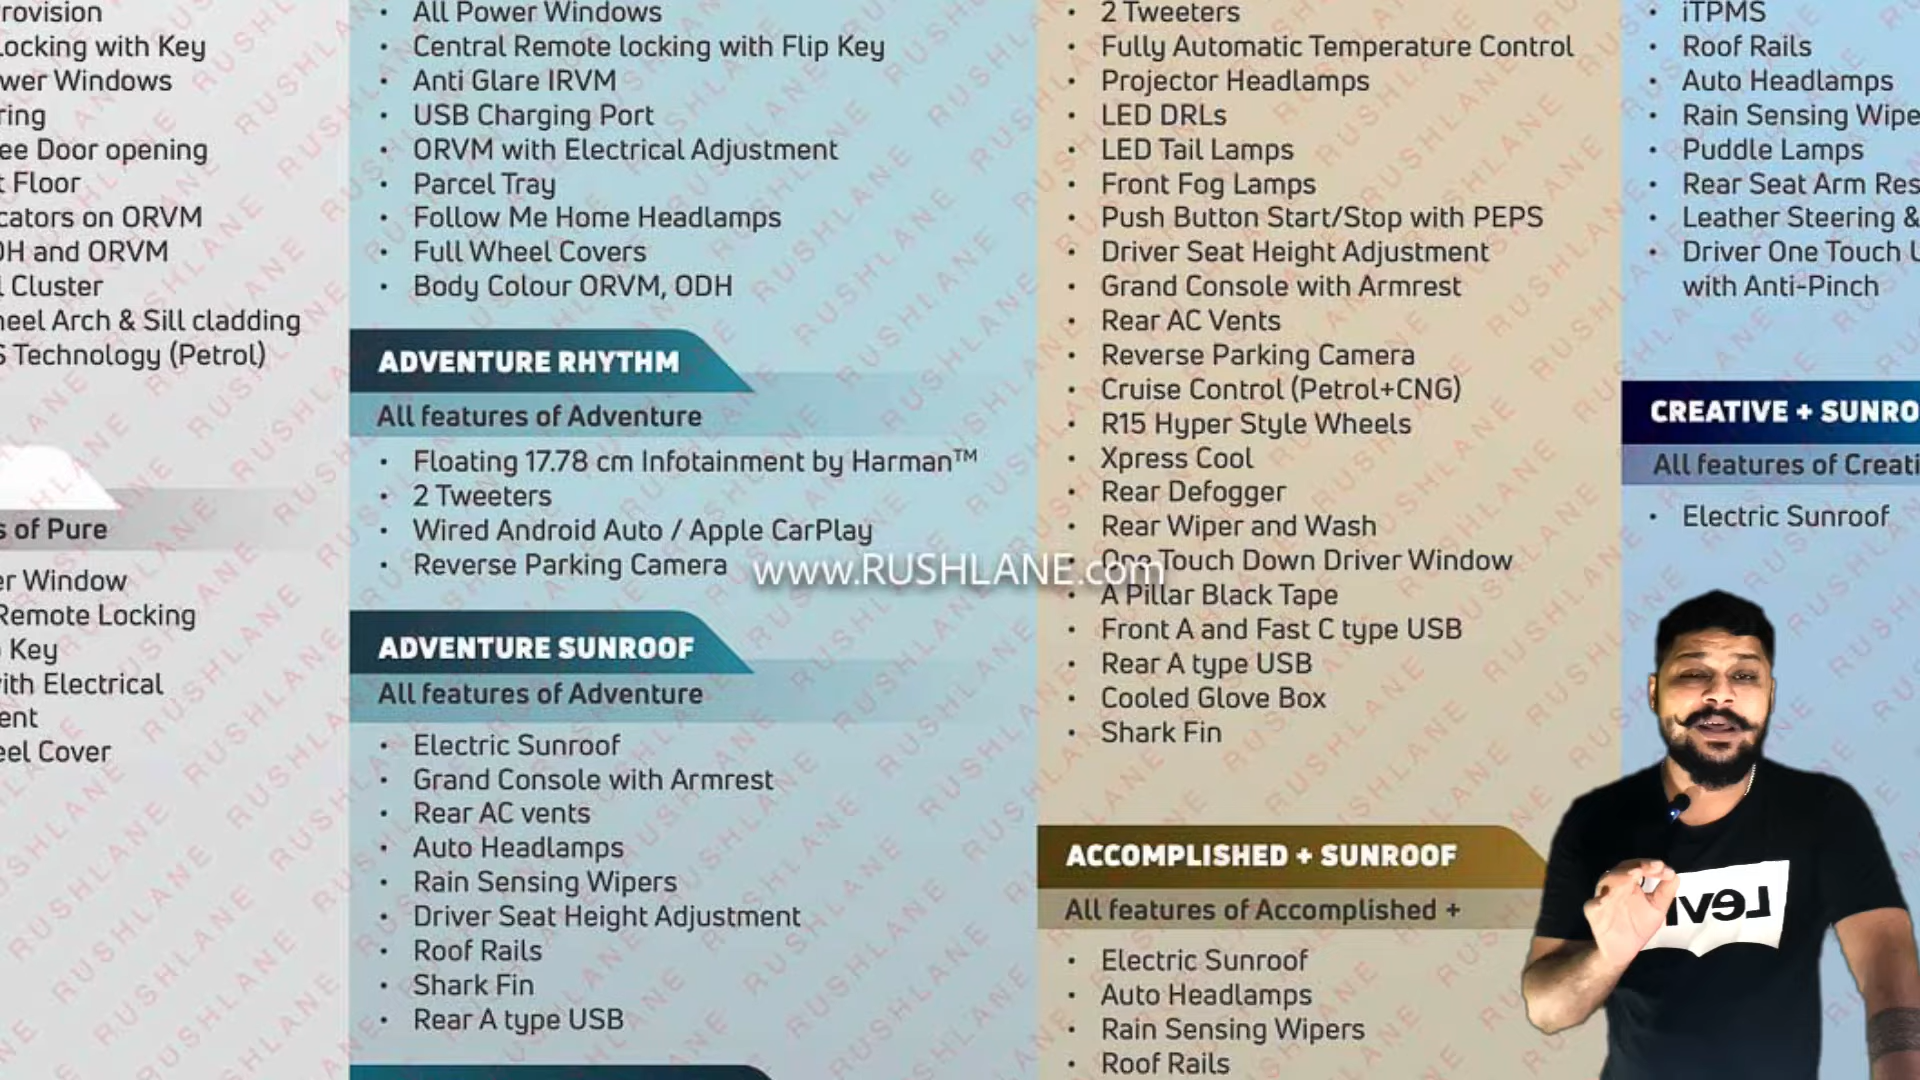 rovision
ocking with Key
wer Windows
ring
ee Door opening
t Floor
cators on ORVM
DH and ORVM
l Cluster
heel Arch & Sill cladding
S Technology (Petrol)
s of Pure
er Window
Remote Locking
Key
ith Electrical
ent
eel Cover
• All Power Windows
• Central Remote locking with Flip Key
• Anti Glare IRVM
• USB Charging Port
• ORVM with Electrical Adjustment
• Parcel Tray
• Follow Me Home Headlamps
• Full Wheel Covers
• Body Colour ORVM, ODH
ADVENTURE RHYTHM
All features of Adventure
• Floating 17.78 cm Infotainment by Harman™
• 2 Tweeters
• Wired Android Auto / Apple CarPlay
• Reverse Parking Camera
ADVENTURE SUNROOF
All features of Adventure
• Electric Sunroof
• Grand Console with Armrest
• Rear AC vents
• Auto Headlamps
• Rain Sensing Wipers
• Driver Seat Height Adjustment
• Roof Rails
• Shark Fin
• Rear A type USB
www.RUSHLANE.com
• 2 Tweeters
• Fully Automatic Temperature Control
• Projector Headlamps
• LED DRLs
• LED Tail Lamps
• Front Fog Lamps
• Push Button Start/Stop with PEPS
• Driver Seat Height Adjustment
• Grand Console with Armrest
• Rear AC Vents
• Reverse Parking Camera
• Cruise Control (Petrol+CNG)
• R15 Hyper Style Wheels
• Xpress Cool
• Rear Defogger
• Rear Wiper and Wash
• One Touch Down Driver Window
• A Pillar Black Tape
• Front A and Fast C type USB
• Rear A type USB
• Cooled Glove Box
• Shark Fin
ACCOMPLISHED + SUNROOF
All features of Accomplished +
• Electric Sunroof
• Auto Headlamps
• Rain Sensing Wipers
• Roof Rails
• iTPMS
• Roof Rails
• Auto Headlamps
• Rain Sensing Wipe
• Puddle Lamps
• Rear Seat Arm Res
• Leather Steering &
• Driver One Touch U
with Anti-Pinch
CREATIVE + SUNRO
All features of Creati
• Electric Sunroof
Levi